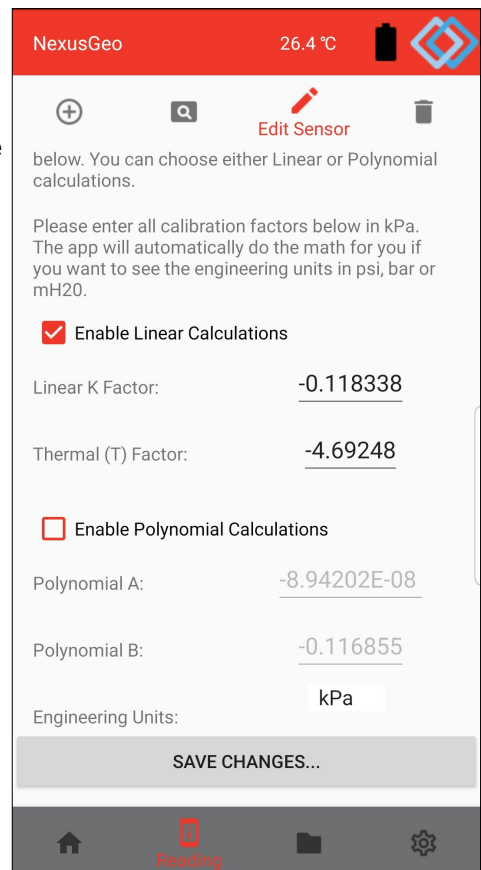 NexusGeo 26.4 ℃
Edit Sensor
e
below. You can choose either Linear or Polynomial
calculations.
Please enter all calibration factors below in kPa.
The app will automatically do the math for you if
you want to see the engineering units in psi, bar or
mH20.
Enable Linear Calculations
Linear K Factor: -0.118338
Thermal (T) Factor: -4.69248
Enable Polynomial Calculations
Polynomial A: -8.94202E-08
Polynomial B: -0.116855
kPa
Engineering Units:
SAVE CHANGES...
Reading